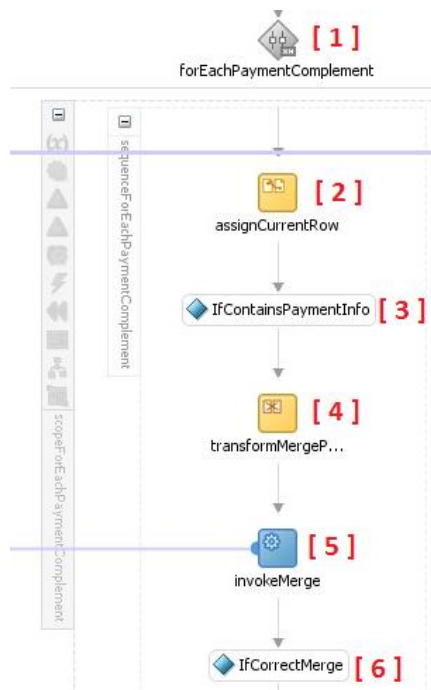 [ 1 ]
forEachPaymentComplement
sequenceForEachPaymentComplement
scopeForEachPaymentComplement
[ 2 ]
assignCurrentRow
IfContainsPaymentInfo [ 3 ]
[ 4 ]
transformMergeP...
[ 5 ]
invokeMerge
IfCorrectMerge [ 6 ]